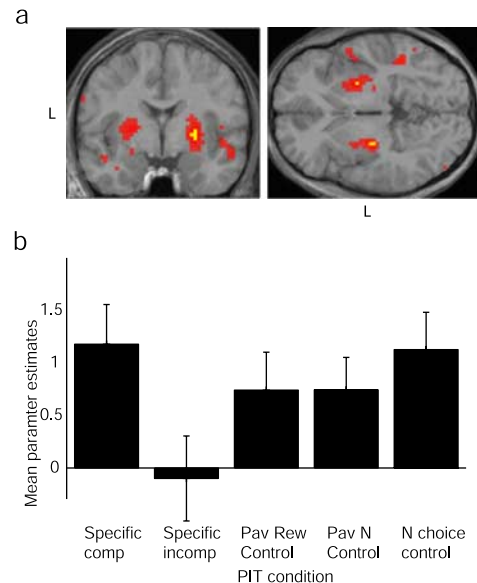 a
L
L
b
Mean paramter estimates
1.5
1
0.5
0
Specific comp
Specific incomp
Pav Rew Control
Pav N Control
N choice control
PIT condition